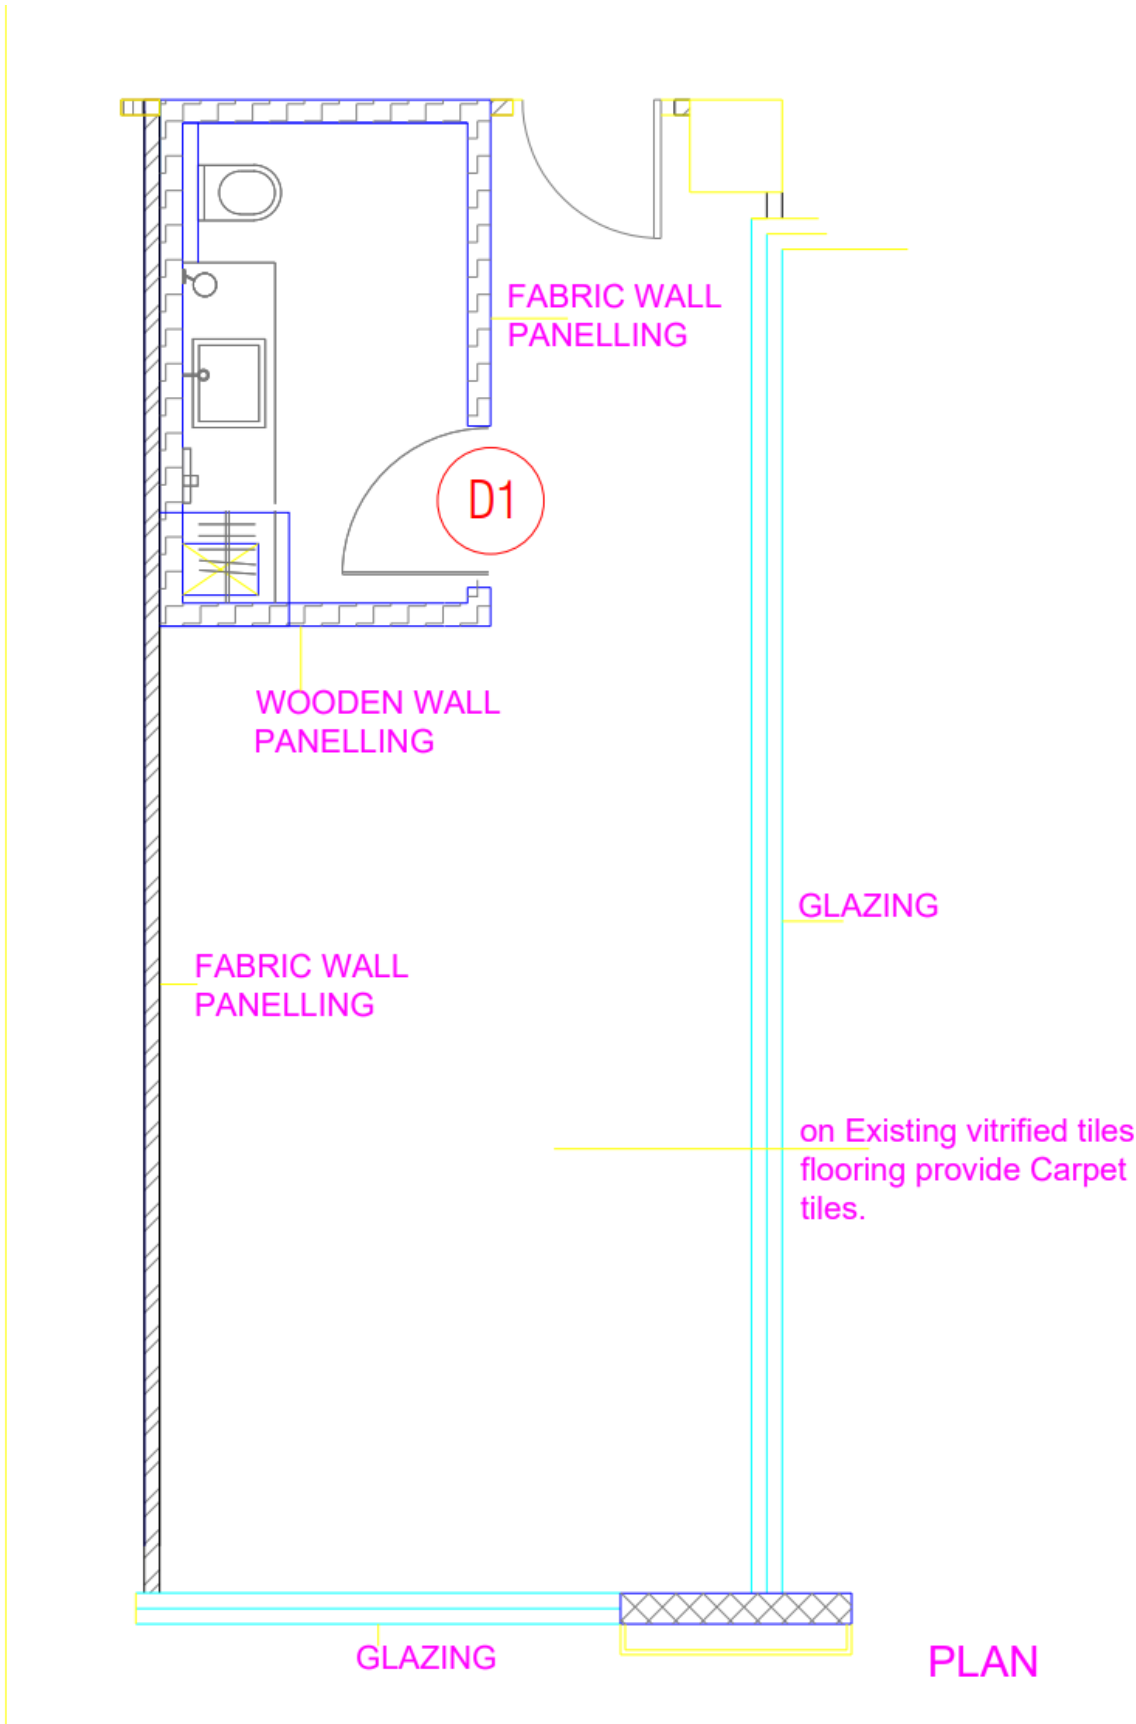 FABRIC WALL
PANELLING
D1
WOODEN WALL
PANELLING
GLAZING
FABRIC WALL
PANELLING
on Existing vitrified tiles
flooring provide Carpet
tiles.
GLAZING
PLAN